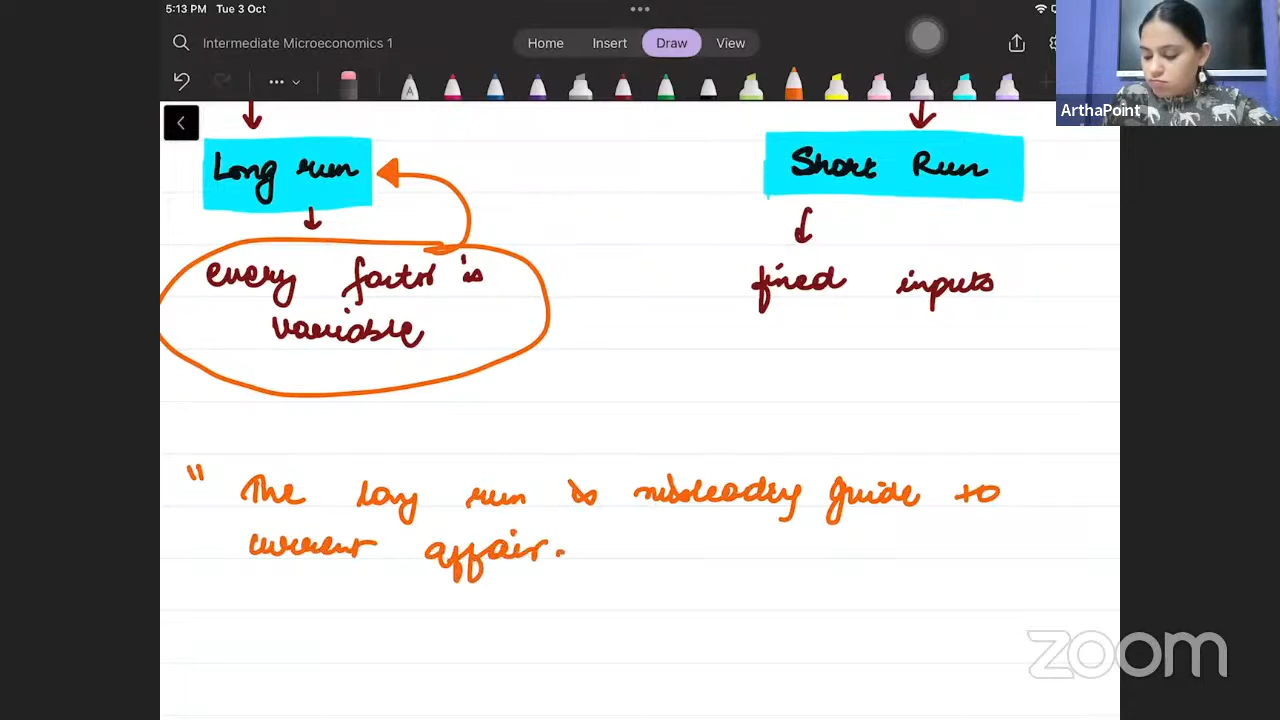 5:13 PM Tue 3 Oct
Intermediate Microeconomics 1
Home Insert Draw View
A
ArthaPoint
Long run
Short Run
every factor is
variable
fixed inputs
" The long run is misleading guide to
current affair.
zoom